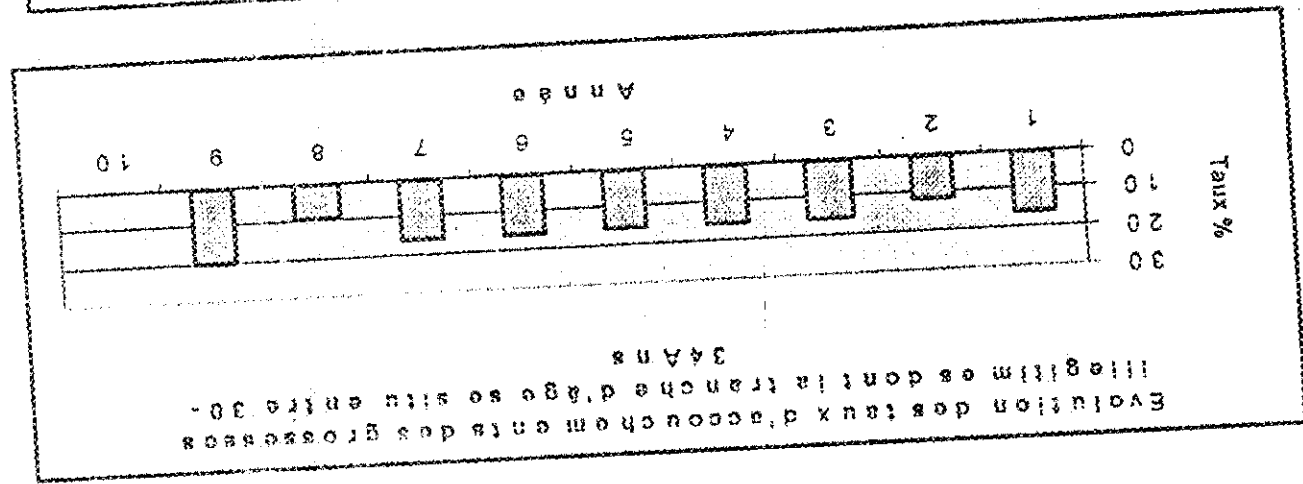 Evolution des taux d'accouchements des grossesses
illegitimes dont la tranche d'âge se situ entre 30-
34Ans
Taux %
30
20
10
0
1 2 3 4 5 6 7 8 9 10
Année